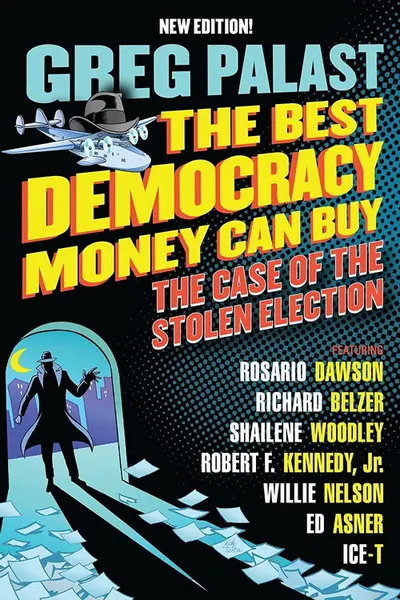 NEW EDITION!
GREG PALAST
THE BEST
DEMOCRACY
MONEY CAN BUY
THE CASE OF THE
STOLEN ELECTION
FEATURING
ROSARIO DAWSON
RICHARD BELZER
SHAILENE WOODLEY
ROBERT F. KENNEDY, Jr.
WILLIE NELSON
ED ASNER
ICE-T